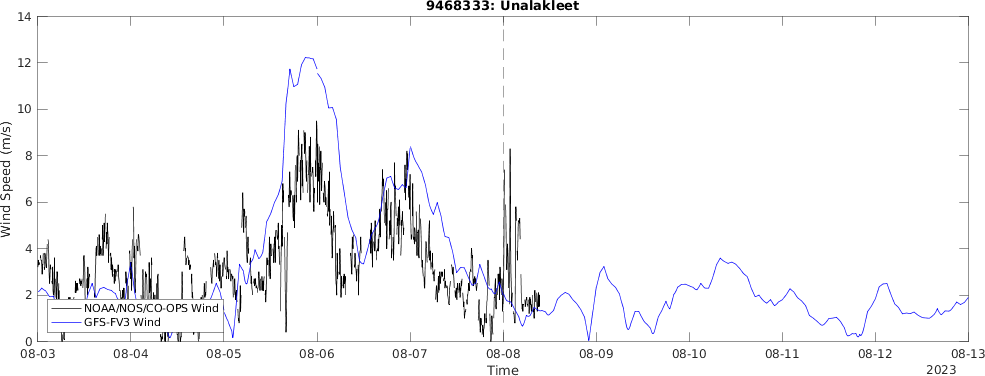 9468333: Unalakleet
14
12
10
8
6
4
2
0
Wind Speed (m/s)
NOAA/NOS/CO-OPS Wind
GFS-FV3 Wind
08-03 08-04 08-05 08-06 08-07 08-08 08-09 08-10 08-11 08-12 08-13
Time
2023